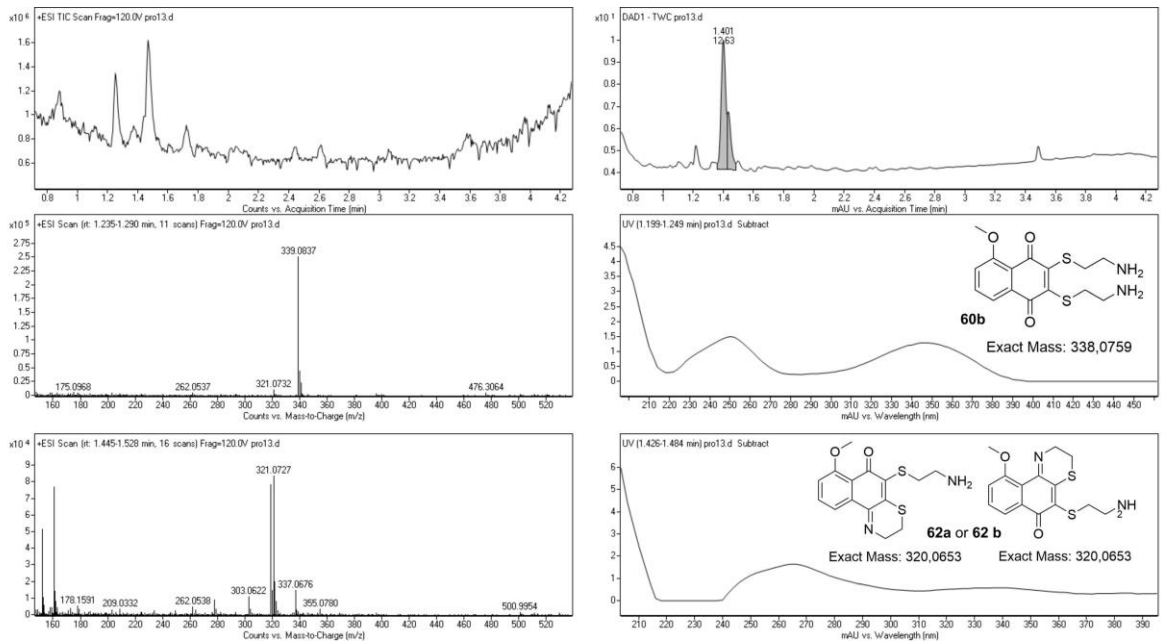 +ESI TIC Scan Frag=120.0V pro13.d
x10 6
1.6
1.4
1.2
1
0.8
0.6
0.8 1 1.2 1.4 1.6 1.8 2 2.2 2.4 2.6 2.8 3 3.2 3.4 3.6 3.8 4 4.2
Counts vs. Acquisition Time (min)
DAD1 - TWC pro13.d
x10 1
1
0.9
0.8
0.7
0.6
0.5
0.4
1.401
12.63
0.8 1 1.2 1.4 1.6 1.8 2 2.2 2.4 2.6 2.8 3 3.2 3.4 3.6 3.8 4 4.2
mAU vs. Acquisition Time (min)
+ESI Scan (rt: 1.235-1.290 min, 11 scans) Frag=120.0V pro13.d
x10 5
2.75
2.5
2.25
2
1.75
1.5
1.25
1
0.75
0.5
0.25
0
339.0837
175.0968
262.0537
321.0732
476.3064
160 180 200 220 240 260 280 300 320 340 360 380 400 420 440 460 480 500 520
Counts vs. Mass-to-Charge (m/z)
UV (1.199-1.249 min) pro13.d Subtract
4.5
4
3.5
3
2.5
2
1.5
1
0.5
0
O
O
S
NH2
S
NH2
O
60b
Exact Mass: 338,0759
210 220 230 240 250 260 270 280 290 300 310 320 330 340 350 360 370 380 390 400 410 420 430 440 450
mAU vs. Wavelength (nm)
+ESI Scan (rt: 1.445-1.528 min, 16 scans) Frag=120.0V pro13.d
x10 4
9
8
7
6
5
4
3
2
1
0
321.0727
178.1591
209.0332
262.0538
303.0622
337.0676
355.0780
500.9954
160 180 200 220 240 260 280 300 320 340 360 380 400 420 440 460 480 500 520
Counts vs. Mass-to-Charge (m/z)
UV (1.426-1.484 min) pro13.d Subtract
6
5
4
3
2
1
0
O
O
S
NH2
S
N
O
N
S
S
NH
2
O
62a or 62 b
Exact Mass: 320,0653
Exact Mass: 320,0653
210 220 230 240 250 260 270 280 290 300 310 320 330 340 350 360 370 380 390
mAU vs. Wavelength (nm)